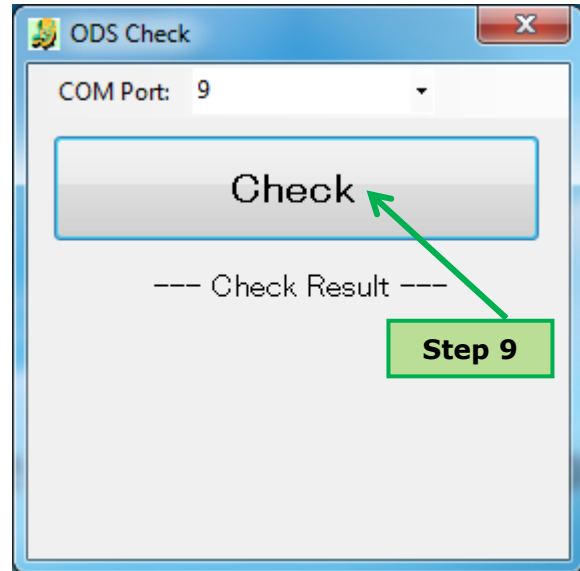 ODS Check
COM Port: 9
Check
--- Check Result ---
Step 9